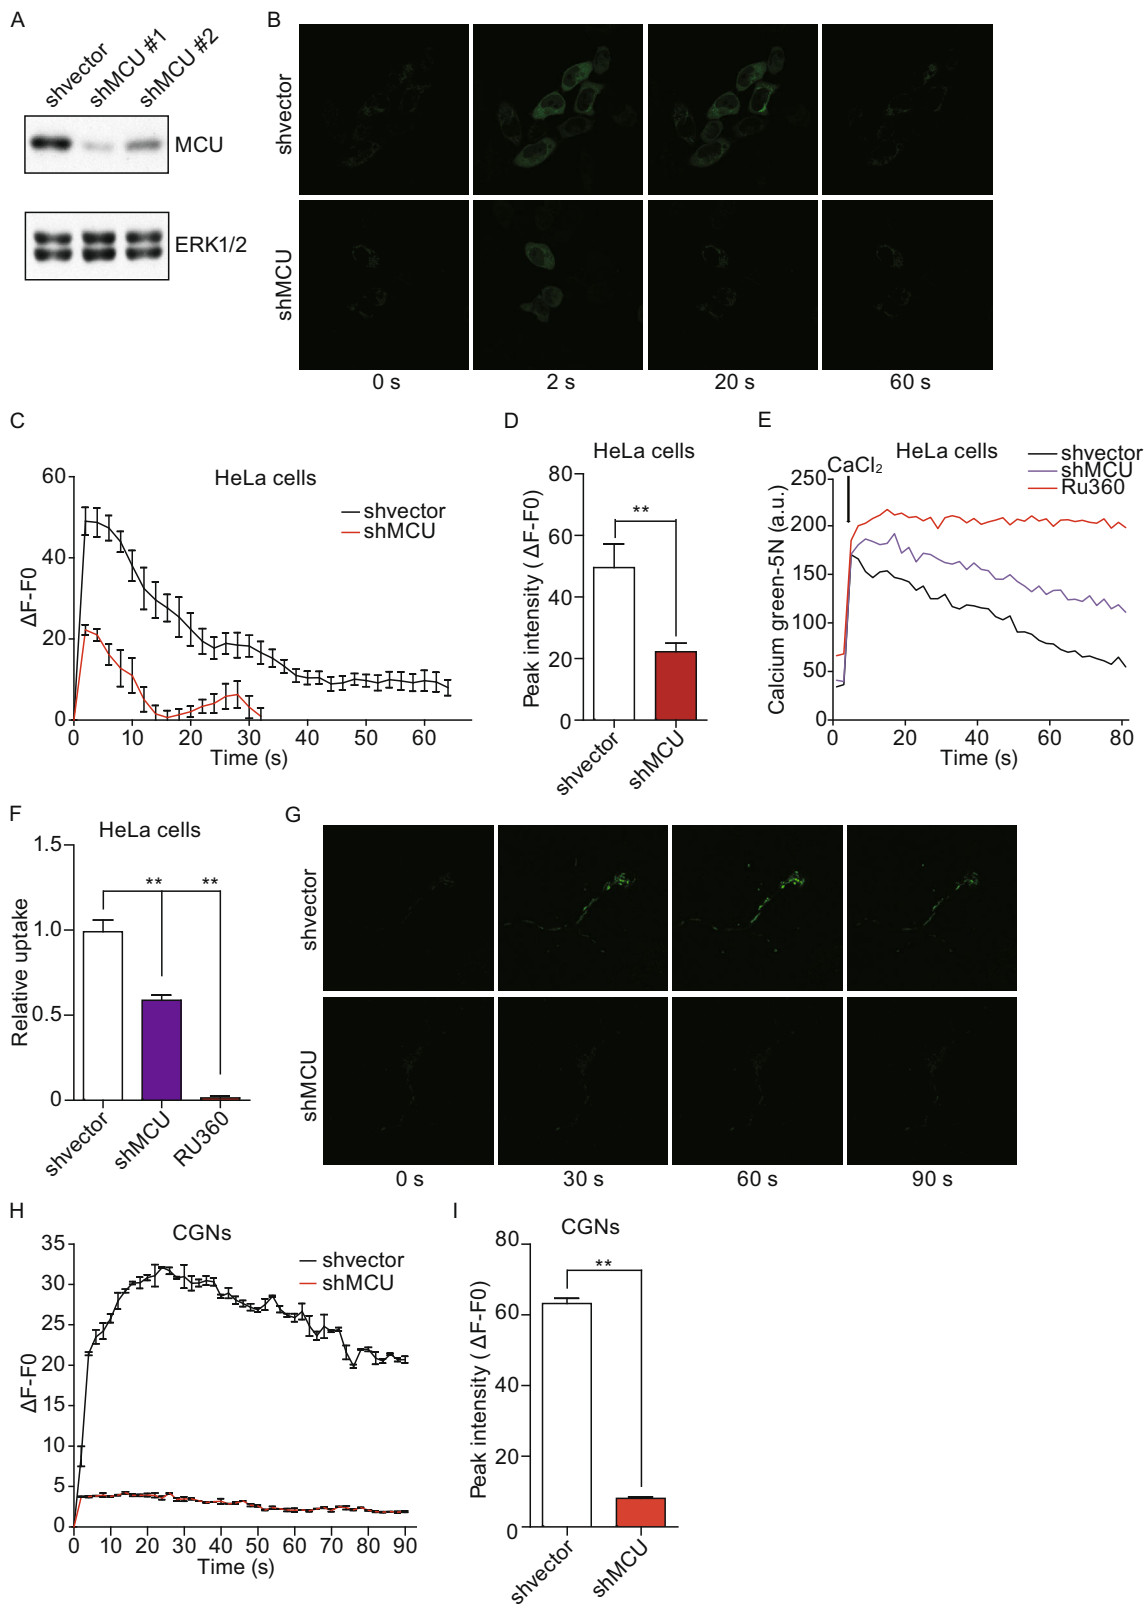 A
shvector
shMCU #1
shMCU #2
MCU
ERK1/2
B
shvector
shMCU
0 s
2 s
20 s
60 s
C
HeLa cells
shvector
shMCU
ΔF-F0
60
40
20
0
0
10
20
30
40
50
60
Time (s)
D
HeLa cells
Peak intensity (ΔF-F0)
80
60
40
20
0
**
shvector
shMCU
E
HeLa cells
CaCl₂
shvector
shMCU
Ru360
Calcium green-5N (a.u.)
250
200
150
100
50
0
20
40
60
80
Time (s)
F
HeLa cells
Relative uptake
1.5
1.0
0.5
0
**
**
shvector
shMCU
RU360
G
shvector
shMCU
0 s
30 s
60 s
90 s
H
CGNs
shvector
shMCU
ΔF-F0
35
30
25
20
15
10
5
0
0
10
20
30
40
50
60
70
80
90
Time (s)
I
CGNs
Peak intensity (ΔF-F0)
80
60
40
20
0
**
shvector
shMCU